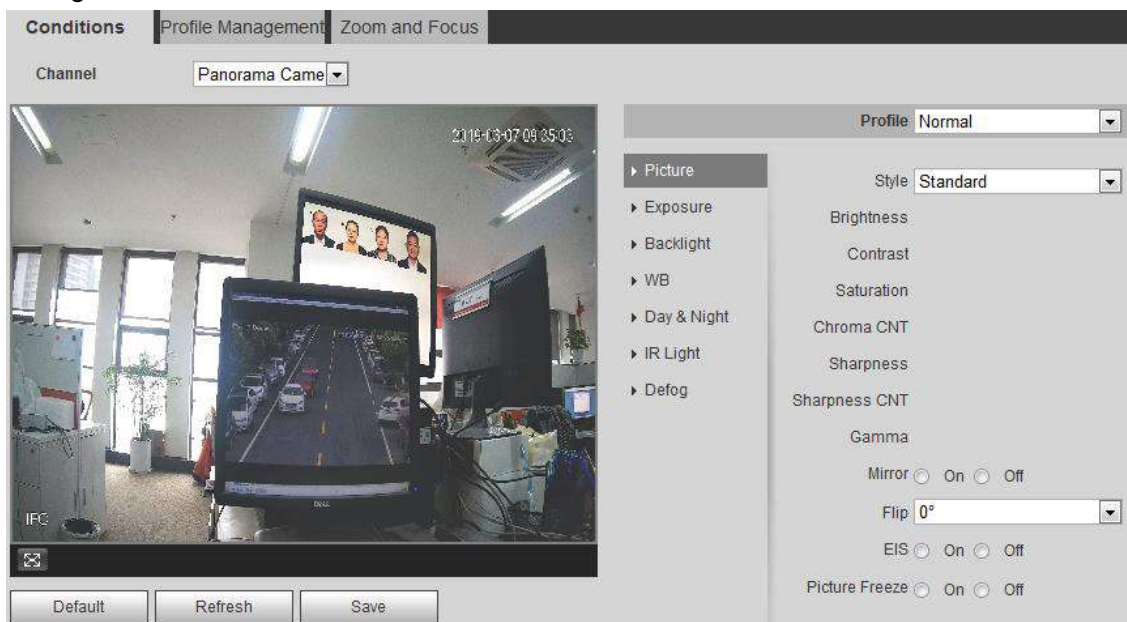 Conditions Profile Management Zoom and Focus
Channel Panorama Came
2019-03-07 09:35:03
IPC
DELL
Default Refresh Save
Profile Normal
Picture
Exposure
Backlight
WB
Day & Night
IR Light
Defog
Style Standard
Brightness
Contrast
Saturation
Chroma CNT
Sharpness
Sharpness CNT
Gamma
Mirror On Off
Flip 0°
EIS On Off
Picture Freeze On Off